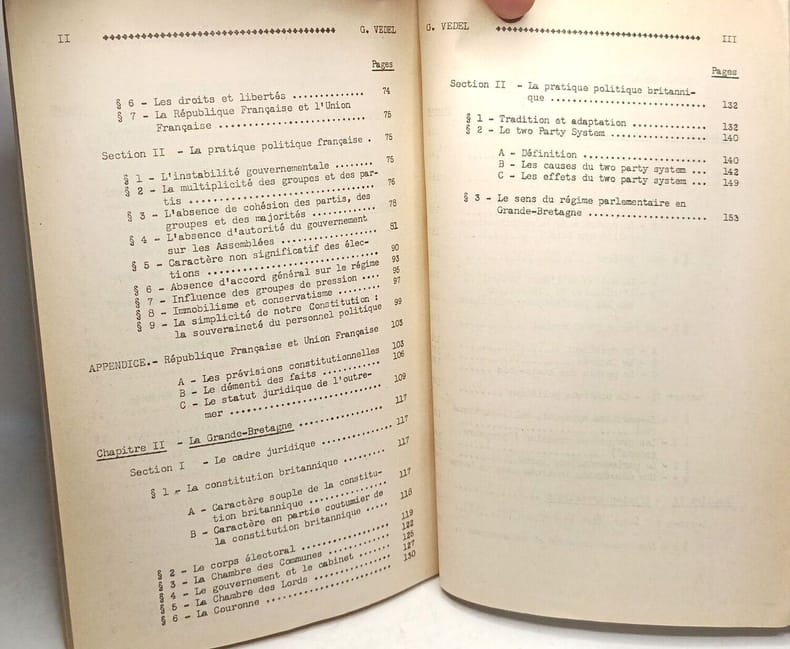 II ♦♦♦♦♦♦♦♦♦♦♦♦♦♦♦♦♦♦♦♦♦♦♦♦♦♦♦♦♦♦♦♦♦♦♦♦♦♦ G. VEDEL
Pages
§ 6 - Les droits et libertés ............. 74
§ 7 - La République Française et l'Union
Française ......................... 75
Section II - La pratique politique française . 75
§ 1 - L'instabilité gouvernementale ........ 75
§ 2 - La multiplicité des groupes et des par-
tis ................................ 76
§ 3 - L'absence de cohésion des partis, des
groupes et des majorités ............ 78
§ 4 - L'absence d'autorité du gouvernement
sur les Assemblées ................. 81
§ 5 - Caractère non significatif des élec-
tions ............................. 90
§ 6 - Absence d'accord général sur le régime 93
§ 7 - Influence des groupes de pression .... 95
§ 8 - Immobilisme et conservatisme ......... 97
§ 9 - La simplicité de notre Constitution :
la souveraineté du personnel politique 99
APPENDICE.- République Française et Union Française 103
A - Les prévisions constitutionnelles 103
B - Le démenti des faits ............ 106
C - Le statut juridique de l'outre-
mer ............................ 109
Chapitre II - La Grande-Bretagne ................ 117
Section I - Le cadre juridique ................ 117
§ 1 - La constitution britannique ......... 117
A - Caractère souple de la constitu-
tion britannique ............... 117
B - Caractère en partie coutumier de
la constitution britannique ..... 118
§ 2 - Le corps électoral .................. 119
§ 3 - La Chambre des Communes ............. 122
§ 4 - Le gouvernement et le cabinet ....... 125
§ 5 - La Chambre des Lords ................ 127
§ 6 - La Couronne ......................... 130
G. VEDEL ♦♦♦♦♦♦♦♦♦♦♦♦♦♦♦♦♦♦♦♦♦♦♦♦♦♦♦♦♦♦♦♦♦♦ III
Pages
Section II - La pratique politique britanni-
que ............................ 132
§ 1 - Tradition et adaptation .............. 132
§ 2 - Le two Party System .................. 140
A - Définition ...................... 140
B - Les causes du two party system ... 142
C - Les effets du two party system ... 149
§ 3 - Le sens du régime parlementaire en
Grande-Bretagne .................... 153